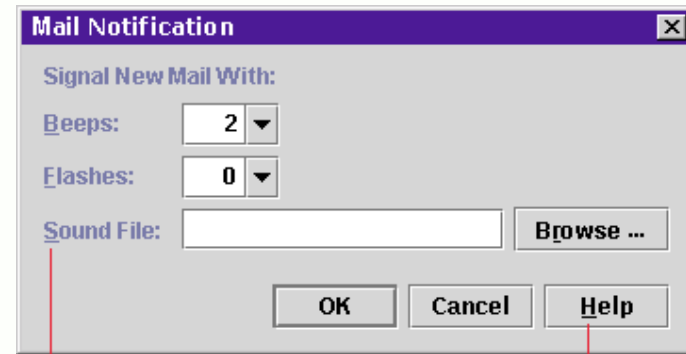 Mail Notification
Signal New Mail With:
Beeps: 2
Flashes: 0
Sound File: Browse ...
OK Cancel Help